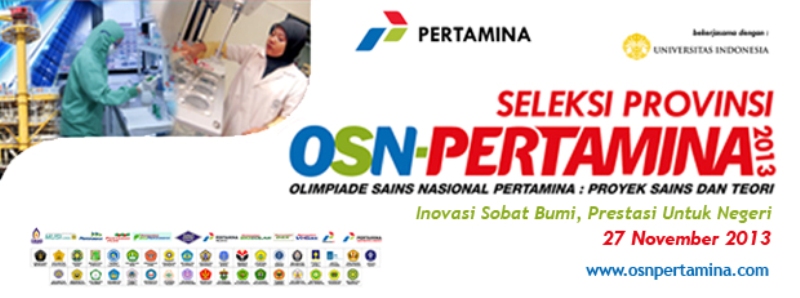 PERTAMINA
bekerjasama dengan :
UNIVERSITAS INDONESIA
SELEKSI PROVINSI
OSN-PERTAMINA 2013
OLIMPIADE SAINS NASIONAL PERTAMINA : PROYEK SAINS DAN TEORI
Inovasi Sobat Bumi, Prestasi Untuk Negeri
27 November 2013
www.osnpertamina.com